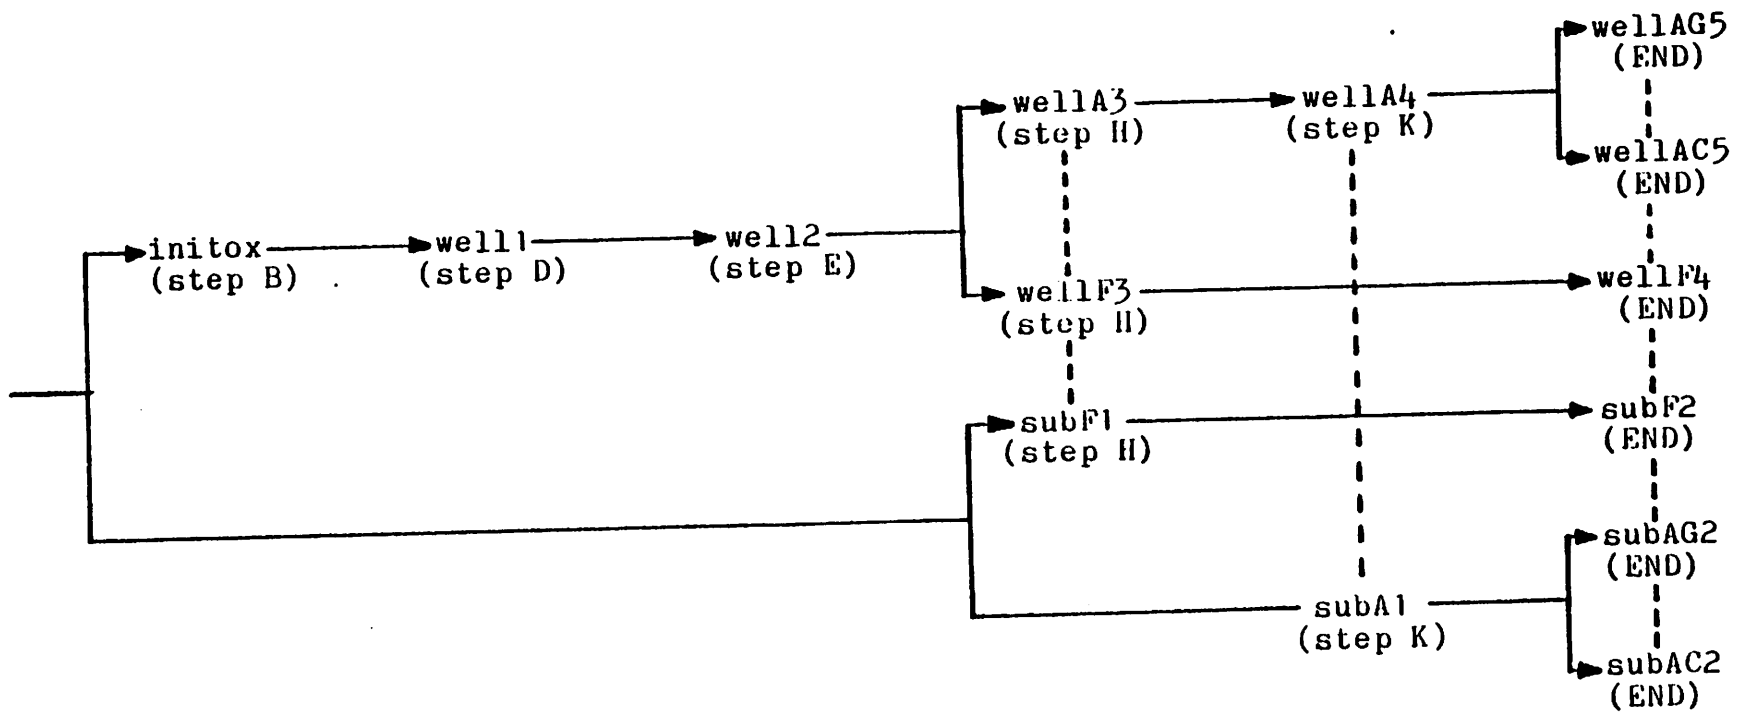 wellAG5
(END)
wellA3
(step H)
wellA4
(step K)
wellAC5
(END)
initox
(step B)
well1
(step D)
well2
(step E)
wellF3
(step H)
wellF4
(END)
subF1
(step H)
subF2
(END)
subAG2
(END)
subA1
(step K)
subAC2
(END)